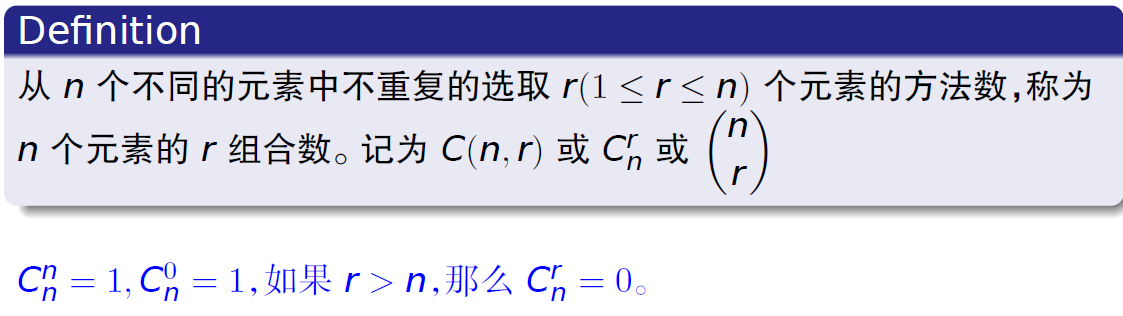 Definition
从 n 个不同的元素中不重复的选取 r(1 ≤ r ≤ n) 个元素的方法数,称为
n 个元素的 r 组合数。记为 C(n, r) 或 C_n^r 或 \binom{n}{r}
C_n^n = 1, C_n^0 = 1, 如果 r > n, 那么 C_n^r = 0。